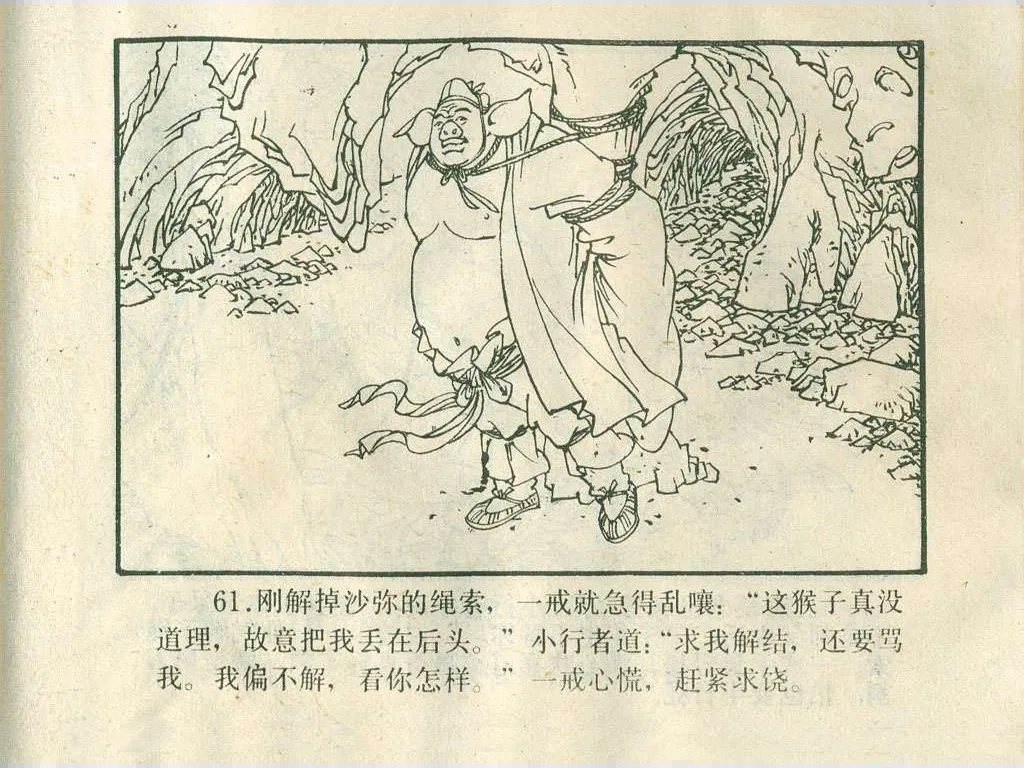 61.刚解掉沙弥的绳索，一戒就急得乱嚷：“这猴子真没
道理，故意把我丢在后头。”小行者道：“求我解结，还要骂
我。我偏不解，看你怎样。”一戒心慌，赶紧求饶。